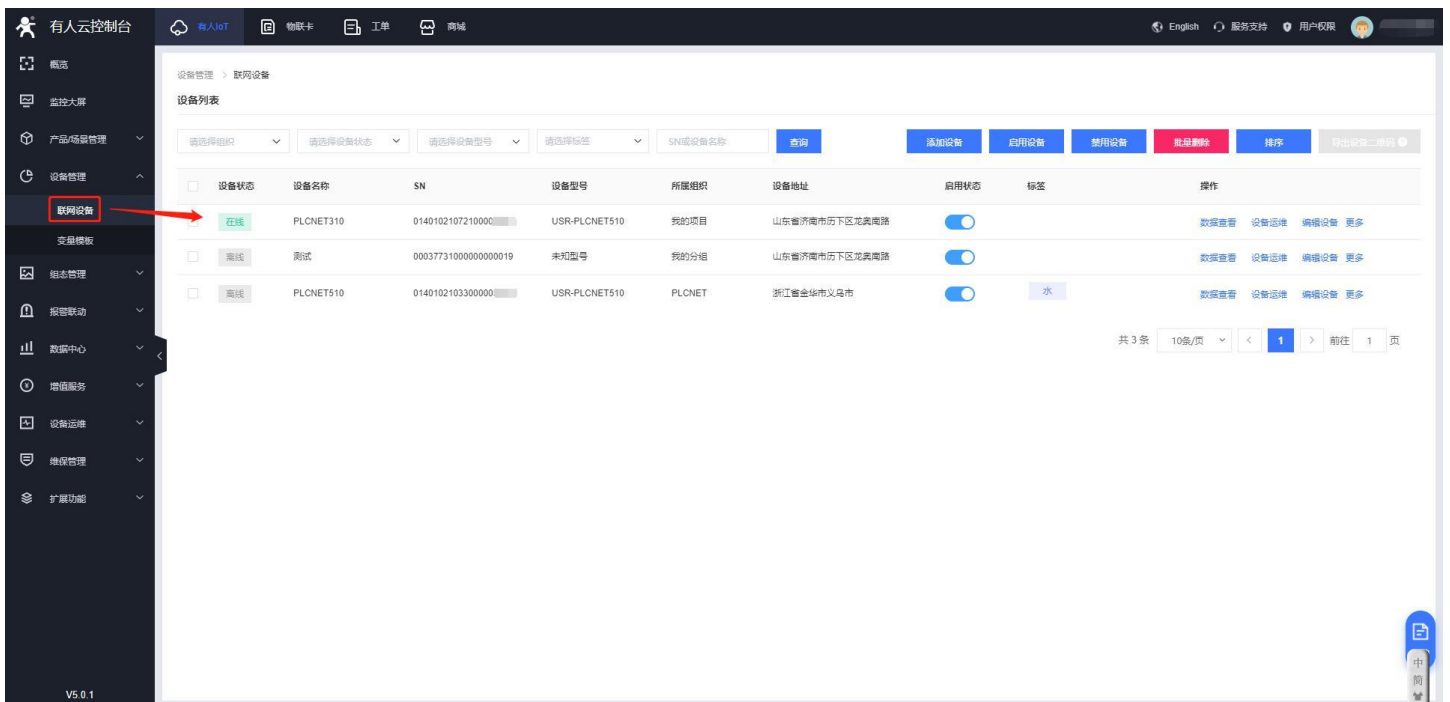 有人云控制台
有人IoT 物联卡 工单 商城 English 服务支持 用户权限
概览
监控大屏
产品/场景管理
设备管理
联网设备
变量模板
组态管理
报警联动
数据中心
增值服务
设备运维
维保管理
扩展功能
V5.0.1
设备管理 > 联网设备
设备列表
请选择组织 请选择设备状态 请选择设备型号 请选择标签 SN或设备名称 查询 添加设备 启用设备 禁用设备 批量删除 排序 导出设备二维码
设备状态 设备名称 SN 设备型号 所属组织 设备地址 启用状态 标签 操作
在线 PLCNET310 0140102107210000 USR-PLCNET510 我的项目 山东省济南市历下区龙奥南路 数据查看 设备运维 编辑设备 更多
离线 测试 00037731000000000019 未知型号 我的分组 山东省济南市历下区龙奥南路 数据查看 设备运维 编辑设备 更多
离线 PLCNET510 0140102103300000 USR-PLCNET510 PLCNET 浙江省金华市义乌市 水 数据查看 设备运维 编辑设备 更多
共 3 条 10条/页 < 1 > 前往 1 页
中
简